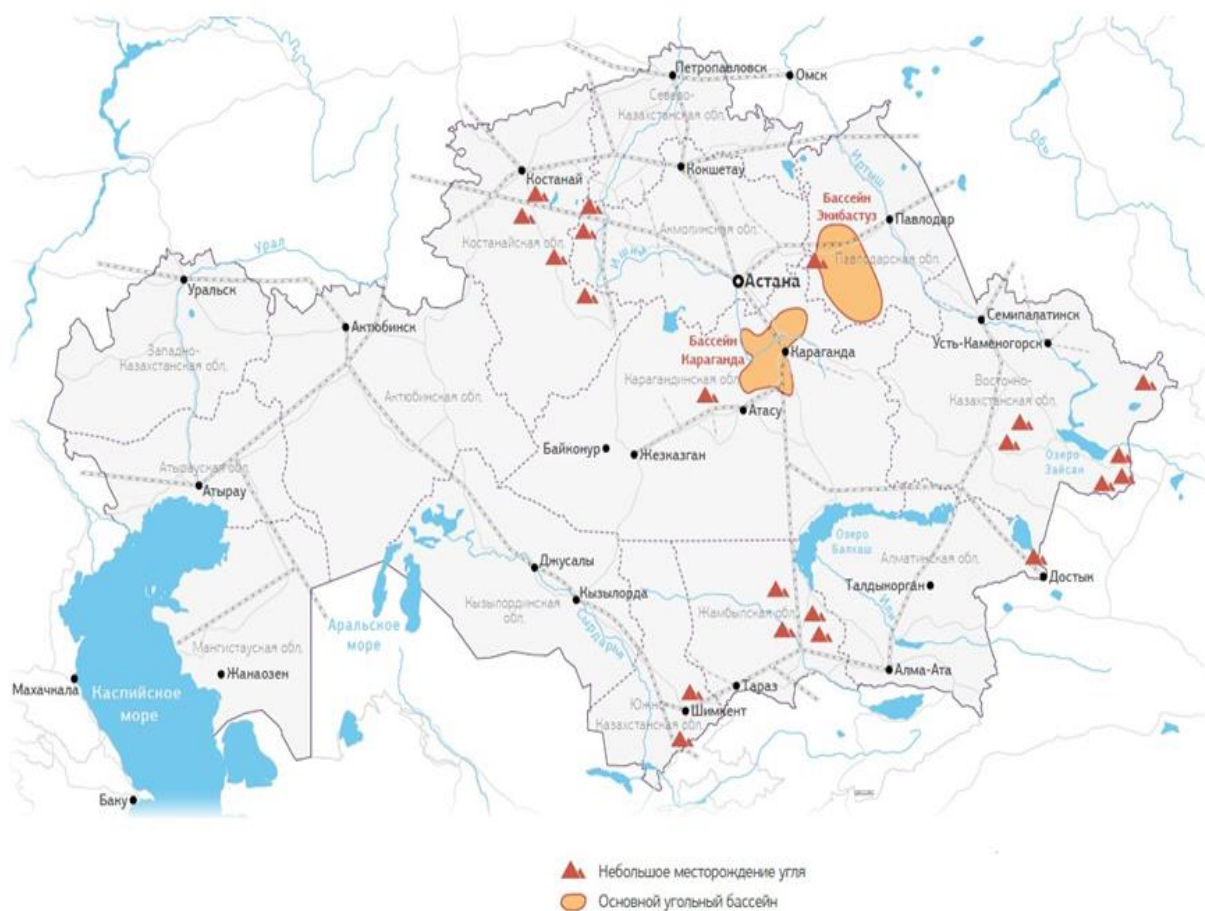 Петропавловск
Омск
Северо-
Казахстанская обл.
Обь
Костанай
Кокшетау
Иртиш
Бассейн
Экибастуз
Павлодар
Акмолинская обл.
Костанайская обл.
Урал
Ишим
Павлодарская обл.
Уральск
Астана
Семипалатинск
Актюбинск
Усть-Каменогорск
Бассейн
Караганда
Караганда
Западно-
Казахстанская обл.
Карагандинская обл.
Восточно-
Казахстанская обл.
Актюбинская обл.
Атасу
Байконур
Жезказган
Озеро
Зайсан
Атырауская обл.
Атырау
Озеро
Балхаш
Алматинская обл.
Джусалы
Талдыкорган
Достык
Кызылорда
Кызылординская
обл.
Жамбылская обл.
Или
Сырдарья
Аральское
море
Мангистауская обл.
Жанаозен
Махачкала
Каспийское
море
Алма-Ата
Тараз
Южно-
Шимкент
Казахстанская обл.
Баку
Небольшое месторождение угля
Основной угольный бассейн